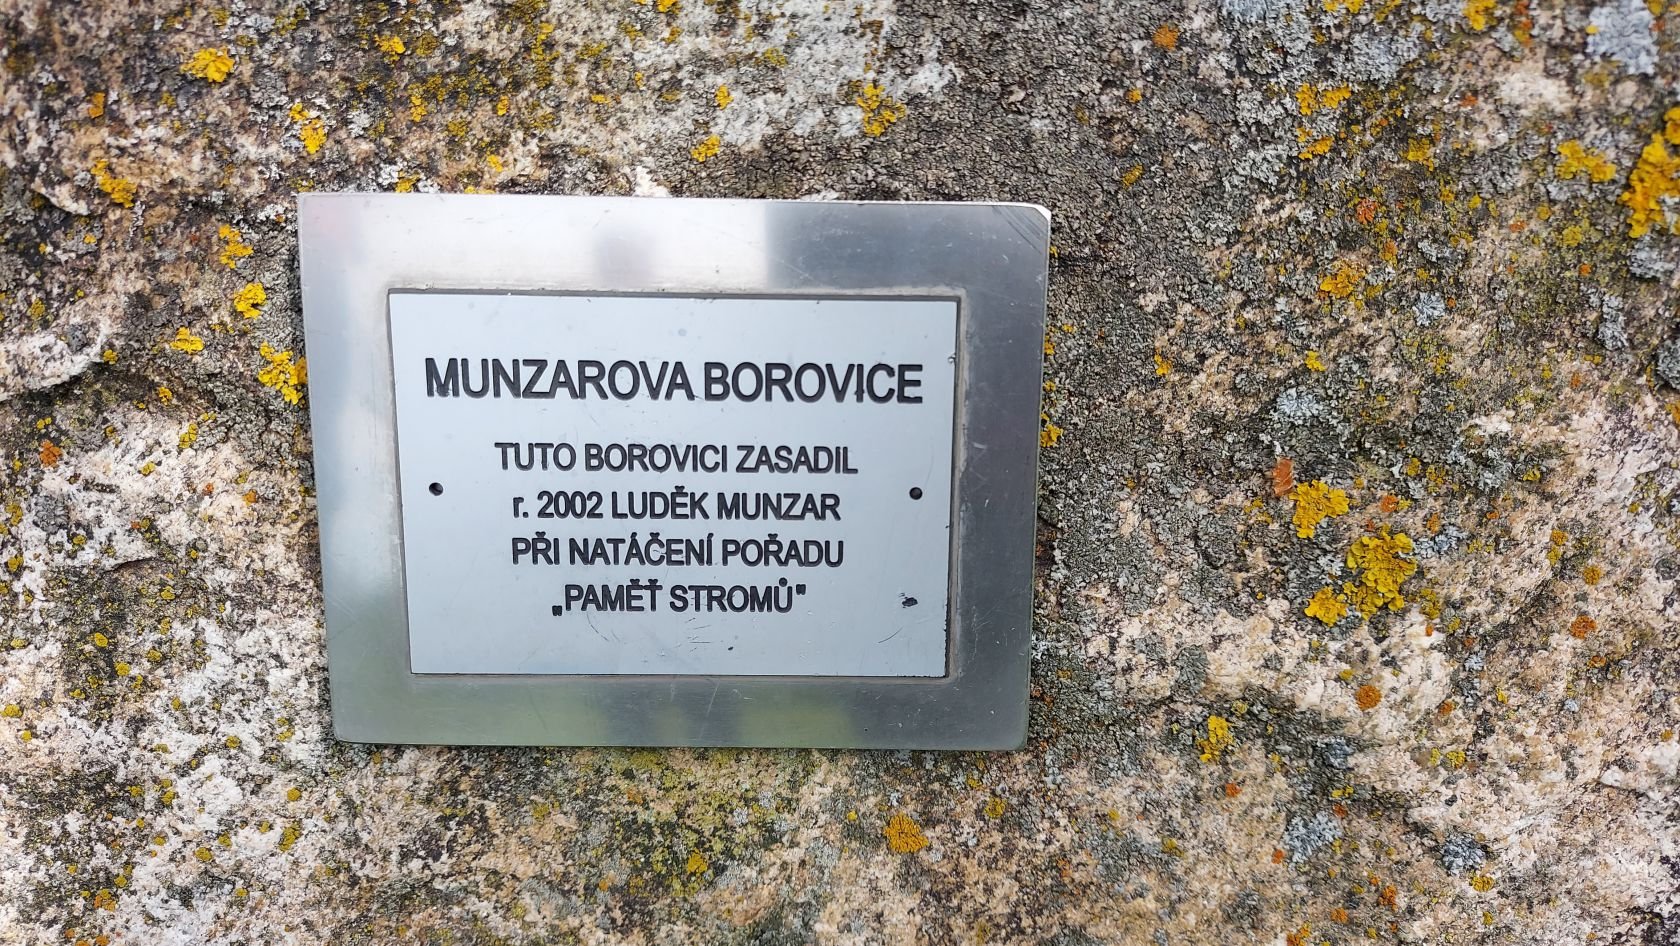 MUNZAROVA BOROVICE
TUTO BOROVICI ZASADIL
r. 2002 LUDĚK MUNZAR
PŘI NATÁČENÍ POŘADU
„PAMĚŤ STROMŮ"